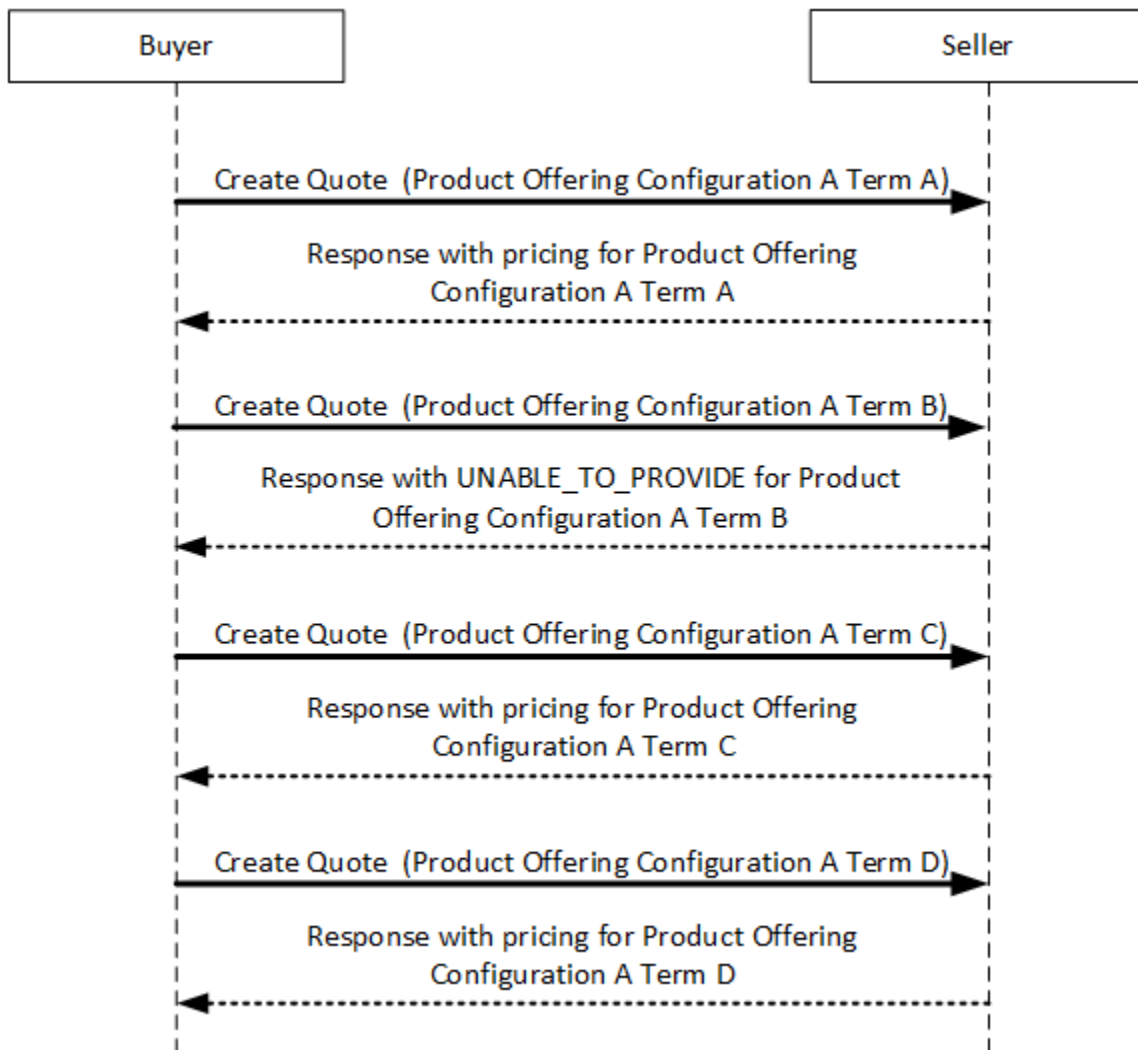 Buyer
Seller
Create Quote (Product Offering Configuration A Term A)
Response with pricing for Product Offering
Configuration A Term A
Create Quote (Product Offering Configuration A Term B)
Response with UNABLE_TO_PROVIDE for Product
Offering Configuration A Term B
Create Quote (Product Offering Configuration A Term C)
Response with pricing for Product Offering
Configuration A Term C
Create Quote (Product Offering Configuration A Term D)
Response with pricing for Product Offering
Configuration A Term D